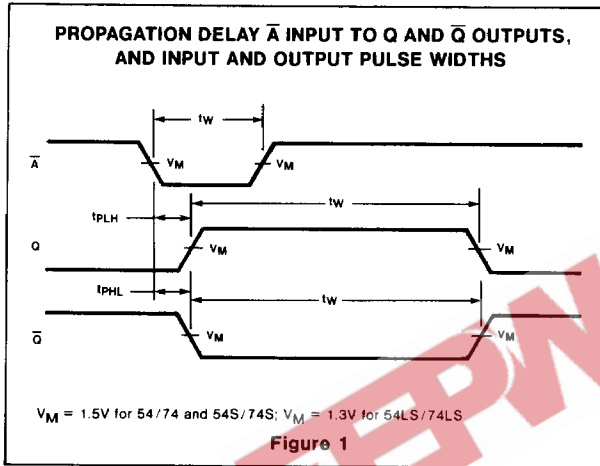 PROPAGATION DELAY A̅ INPUT TO Q AND Q̅ OUTPUTS,
AND INPUT AND OUTPUT PULSE WIDTHS
tW
A̅
VM
VM
tW
tPLH
Q
VM
VM
tPHL
tW
Q̅
VM
VM
VM = 1.5V for 54/74 and 54S/74S; VM = 1.3V for 54LS/74LS
Figure 1